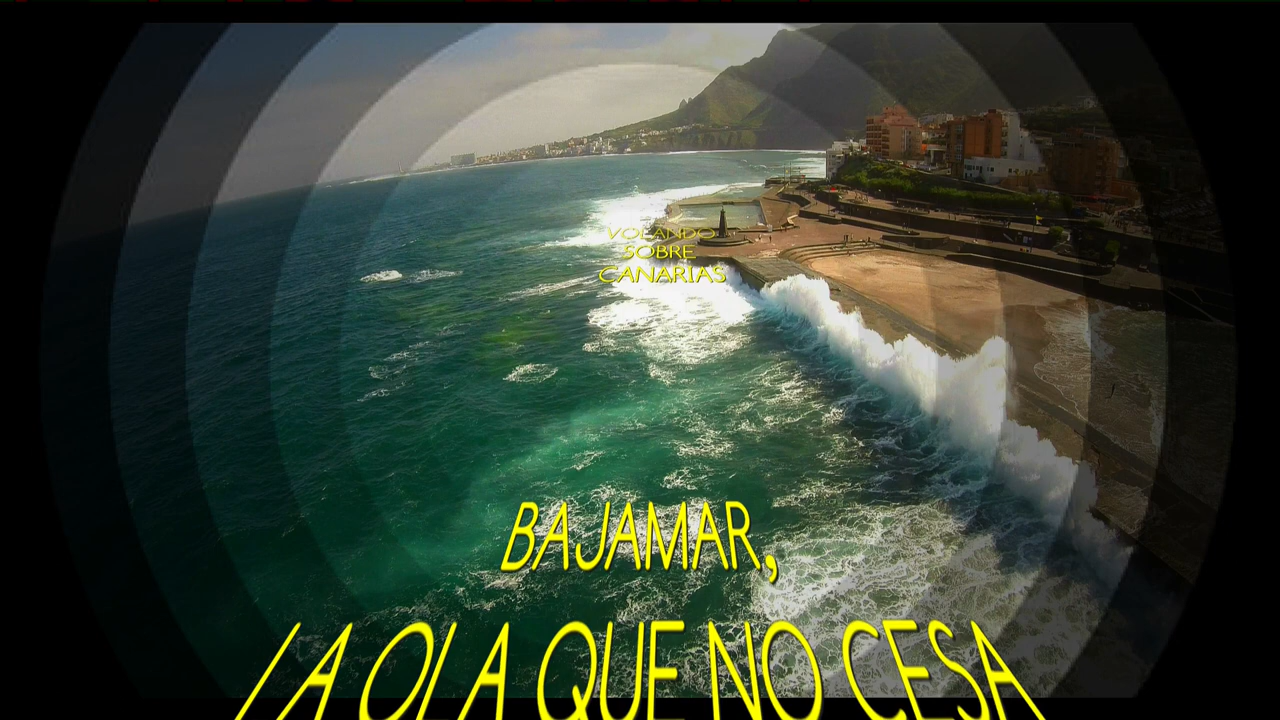 VOLANDO
SOBRE
CANARIAS
BAJAMAR,
LA OLA QUE NO CESA